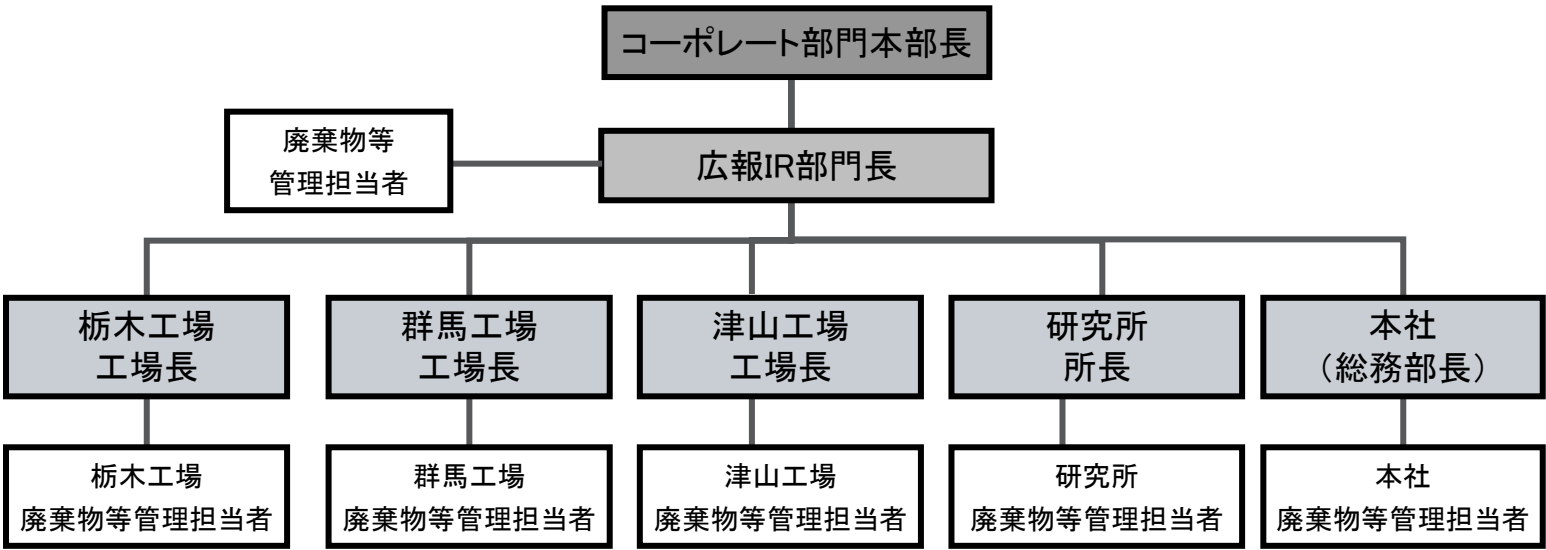 コーポレート部門本部長
廃棄物等
管理担当者
広報IR部門長
栃木工場
工場長
群馬工場
工場長
津山工場
工場長
研究所
所長
本社
（総務部長）
栃木工場
廃棄物等管理担当者
群馬工場
廃棄物等管理担当者
津山工場
廃棄物等管理担当者
研究所
廃棄物等管理担当者
本社
廃棄物等管理担当者